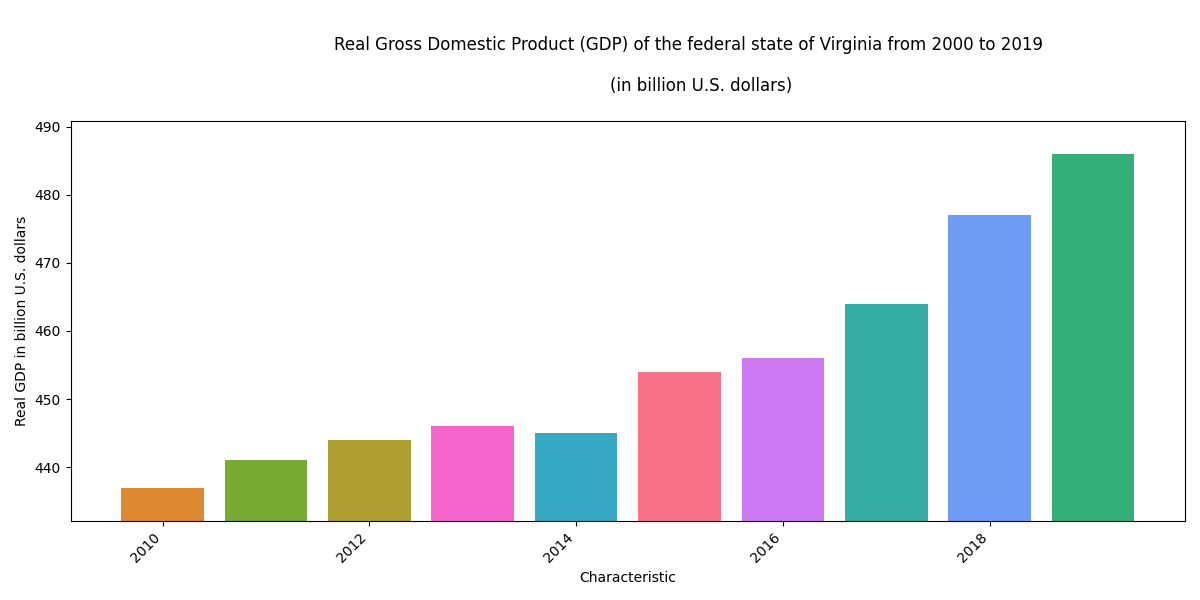 Real Gross Domestic Product (GDP) of the federal state of Virginia from 2000 to 2019
(in billion U.S. dollars)
490
480
470
460
450
440
Real GDP in billion U.S. dollars
2010
2012
2014
2016
2018
Characteristic